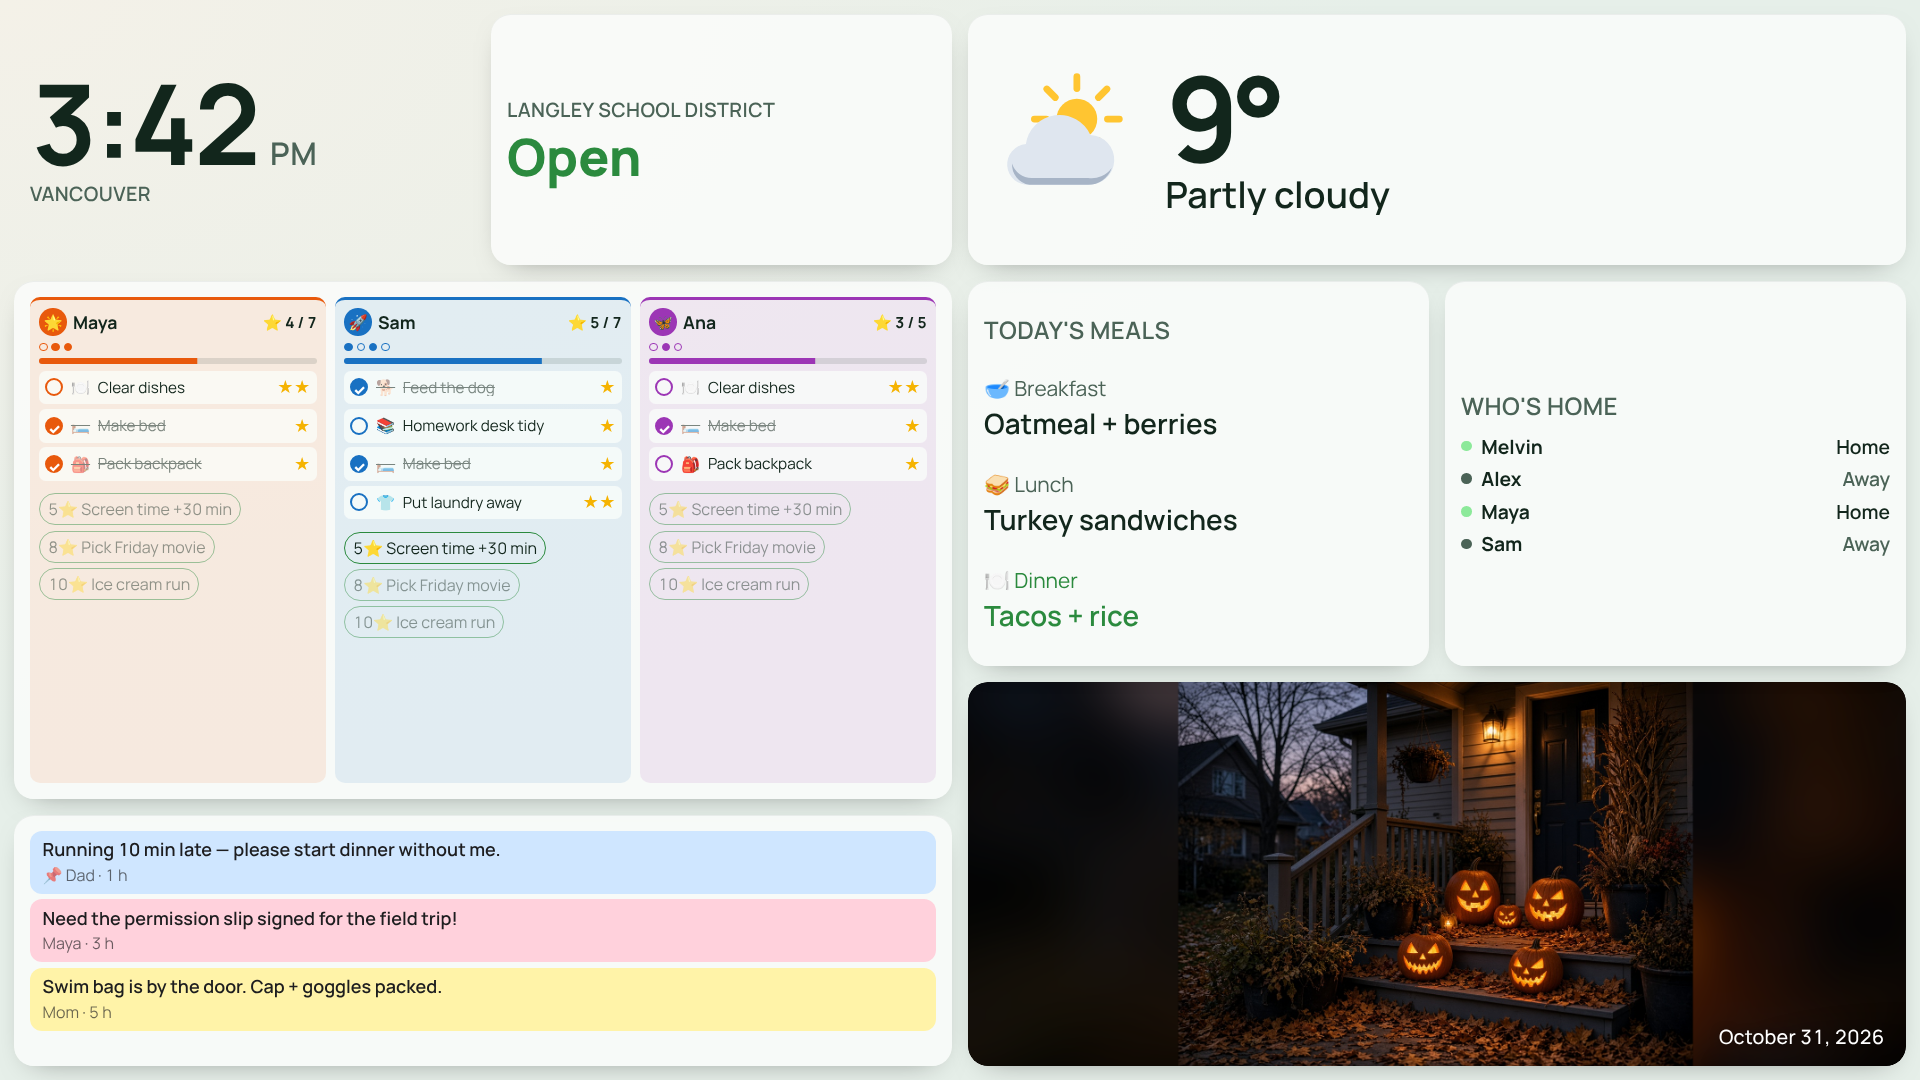 3:42 PM
VANCOUVER
LANGLEY SCHOOL DISTRICT
Open
9°
Partly cloudy
Maya
⭐ 4 / 7
Clear dishes ★★
Make bed ★
Pack backpack ★
5⭐ Screen time +30 min
8⭐ Pick Friday movie
10⭐ Ice cream run
Sam
⭐ 5 / 7
Feed the dog ★
Homework desk tidy ★
Make bed ★
Put laundry away ★★
5⭐ Screen time +30 min
8⭐ Pick Friday movie
10⭐ Ice cream run
Ana
⭐ 3 / 5
Clear dishes ★★
Make bed ★
Pack backpack ★
5⭐ Screen time +30 min
8⭐ Pick Friday movie
10⭐ Ice cream run
TODAY'S MEALS
Breakfast
Oatmeal + berries
Lunch
Turkey sandwiches
Dinner
Tacos + rice
WHO'S HOME
Melvin Home
Alex Away
Maya Home
Sam Away
Running 10 min late — please start dinner without me.
📌 Dad · 1 h
Need the permission slip signed for the field trip!
Maya · 3 h
Swim bag is by the door. Cap + goggles packed.
Mom · 5 h
October 31, 2026